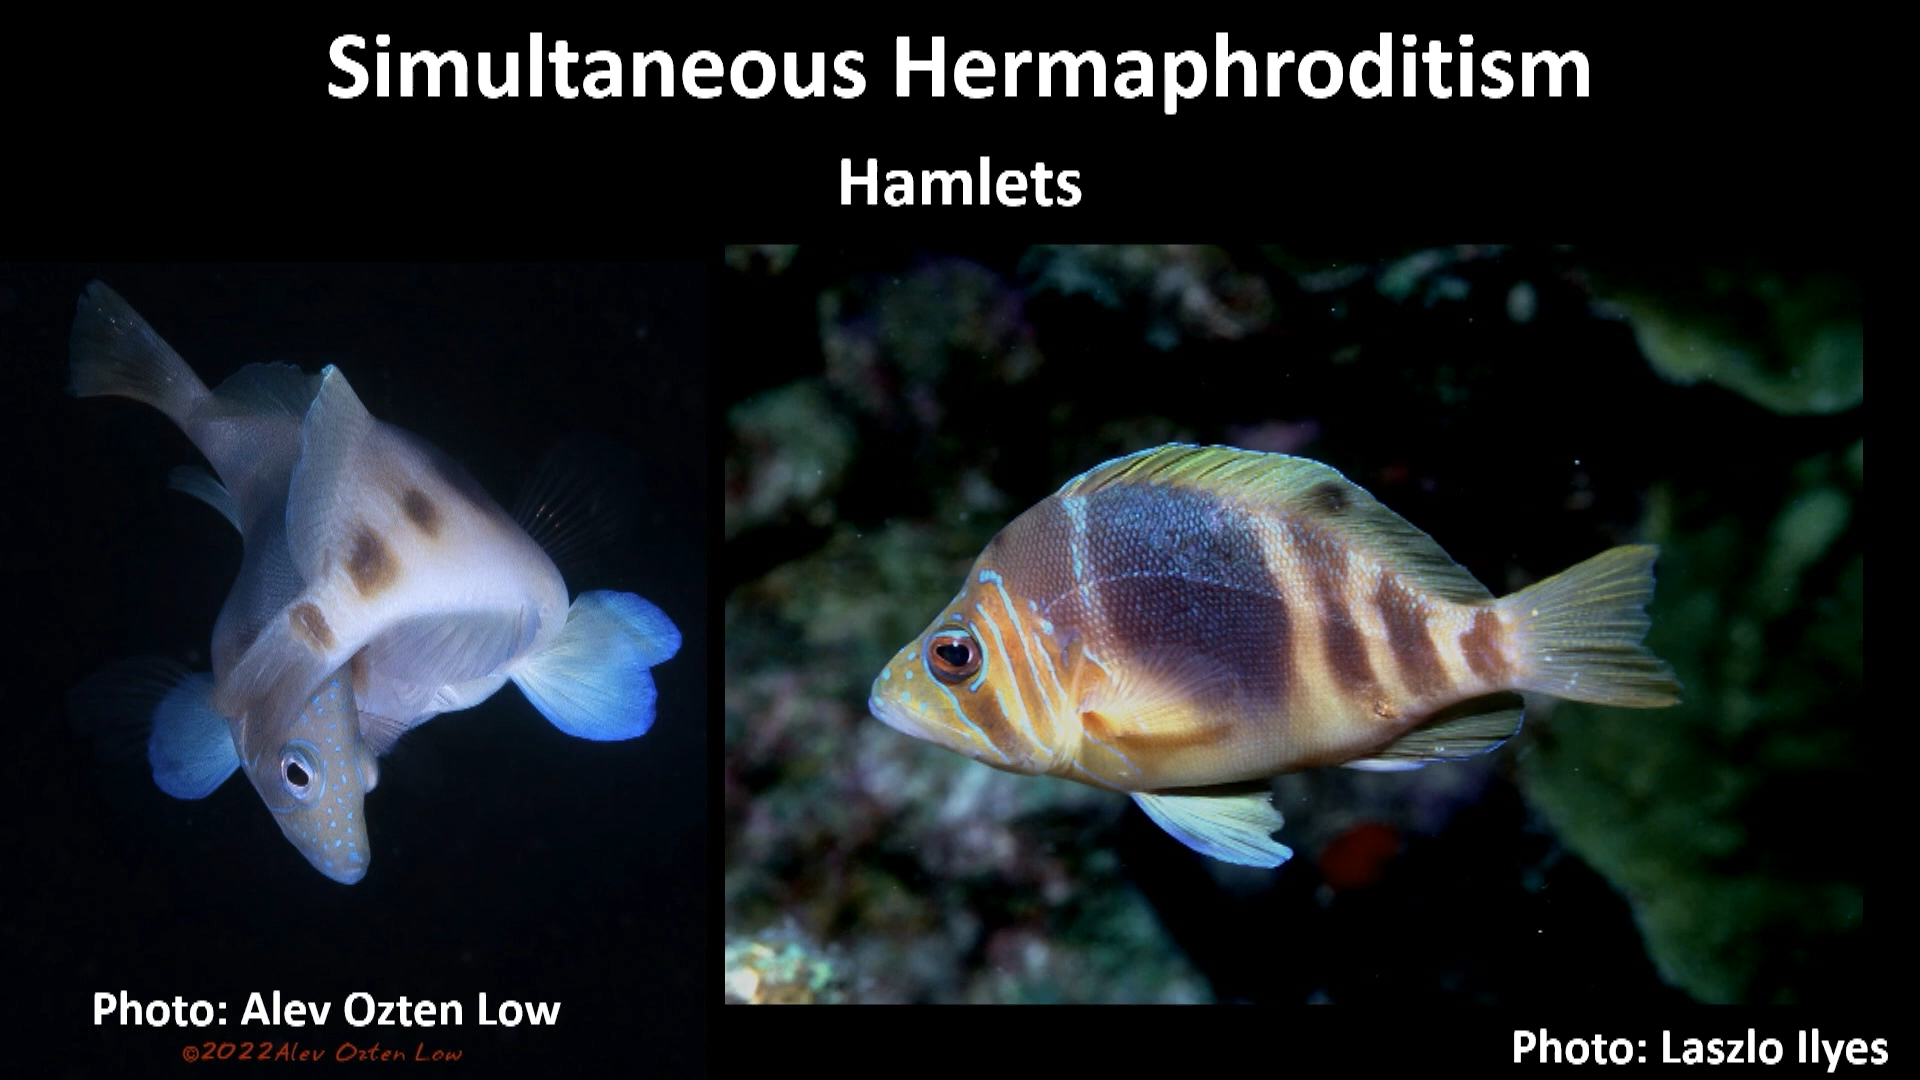 Simultaneous Hermaphroditism
Hamlets
Photo: Alev Ozten Low
©2022Alev Ozten Low
Photo: Laszlo Ilyes